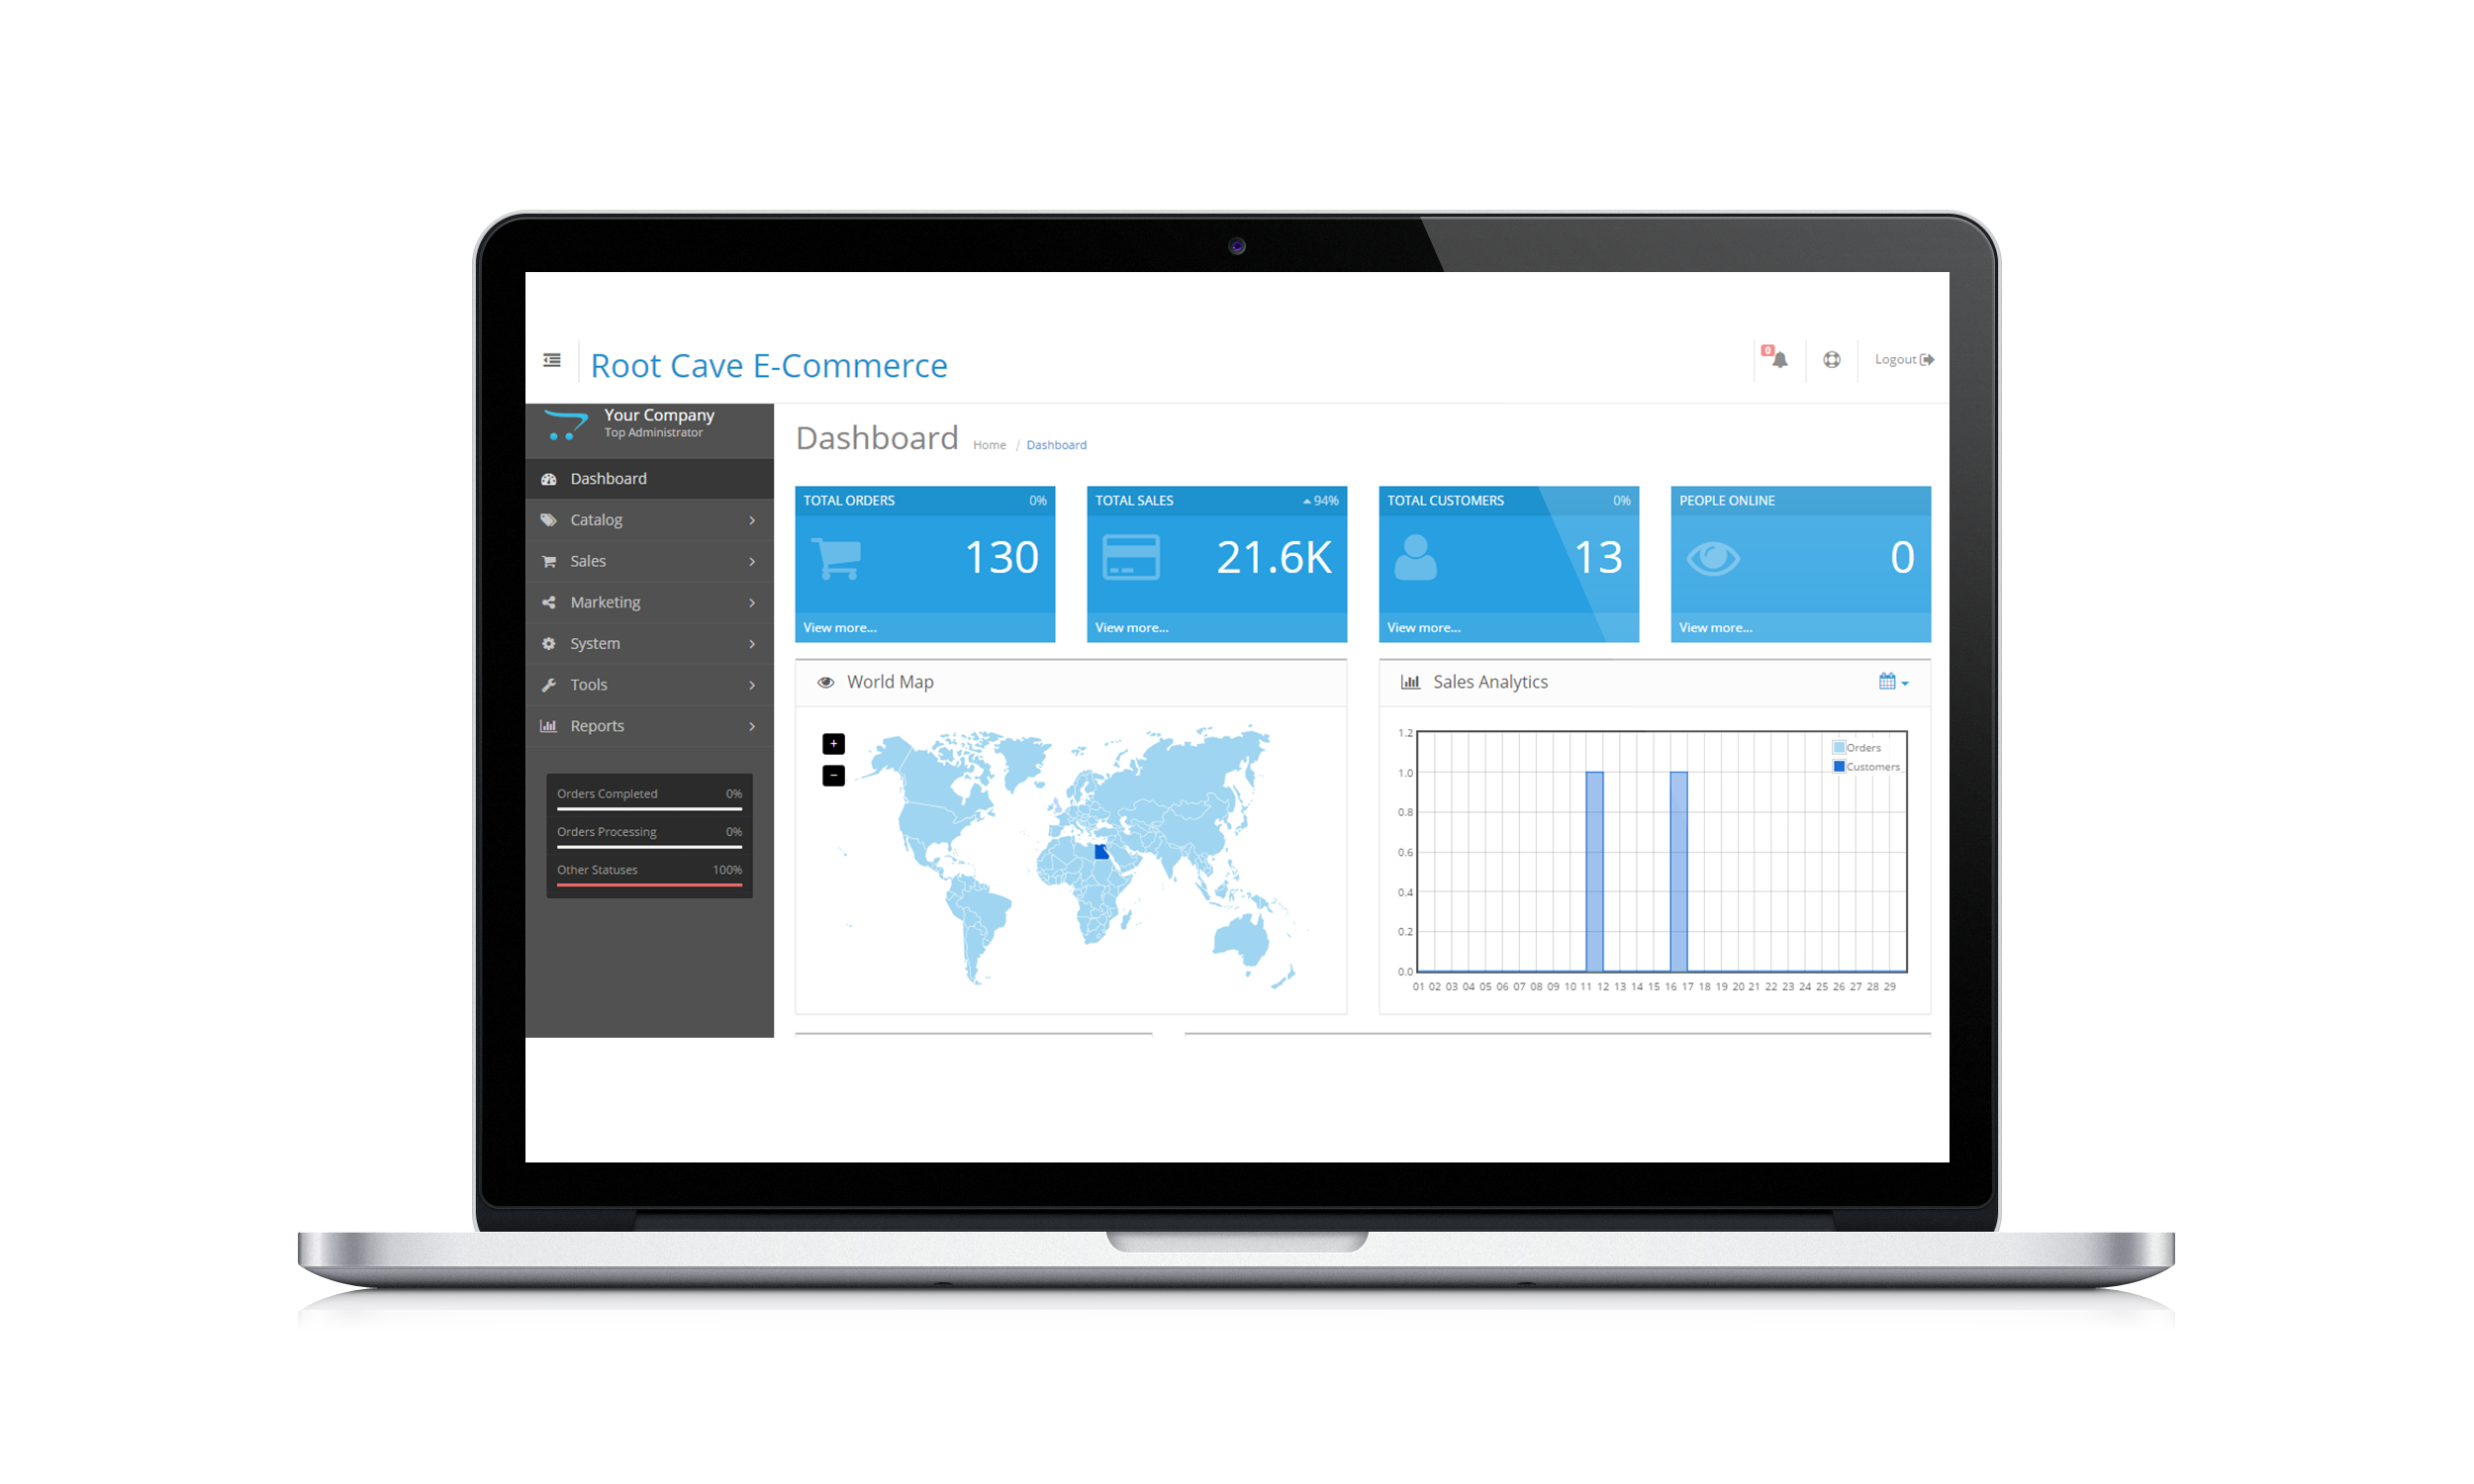 Root Cave E-Commerce
0
Logout
Your Company
Top Administrator
Dashboard
Catalog
Sales
Marketing
System
Tools
Reports
Orders Completed 0%
Orders Processing 0%
Other Statuses 100%
Dashboard Home / Dashboard
TOTAL ORDERS 0%
130
View more...
TOTAL SALES 94%
21.6K
View more...
TOTAL CUSTOMERS 0%
13
View more...
PEOPLE ONLINE
0
View more...
World Map
+
−
Sales Analytics
Orders
Customers
1.2
1.0
0.8
0.6
0.4
0.2
0.0
01 02 03 04 05 06 07 08 09 10 11 12 13 14 15 16 17 18 19 20 21 22 23 24 25 26 27 28 29